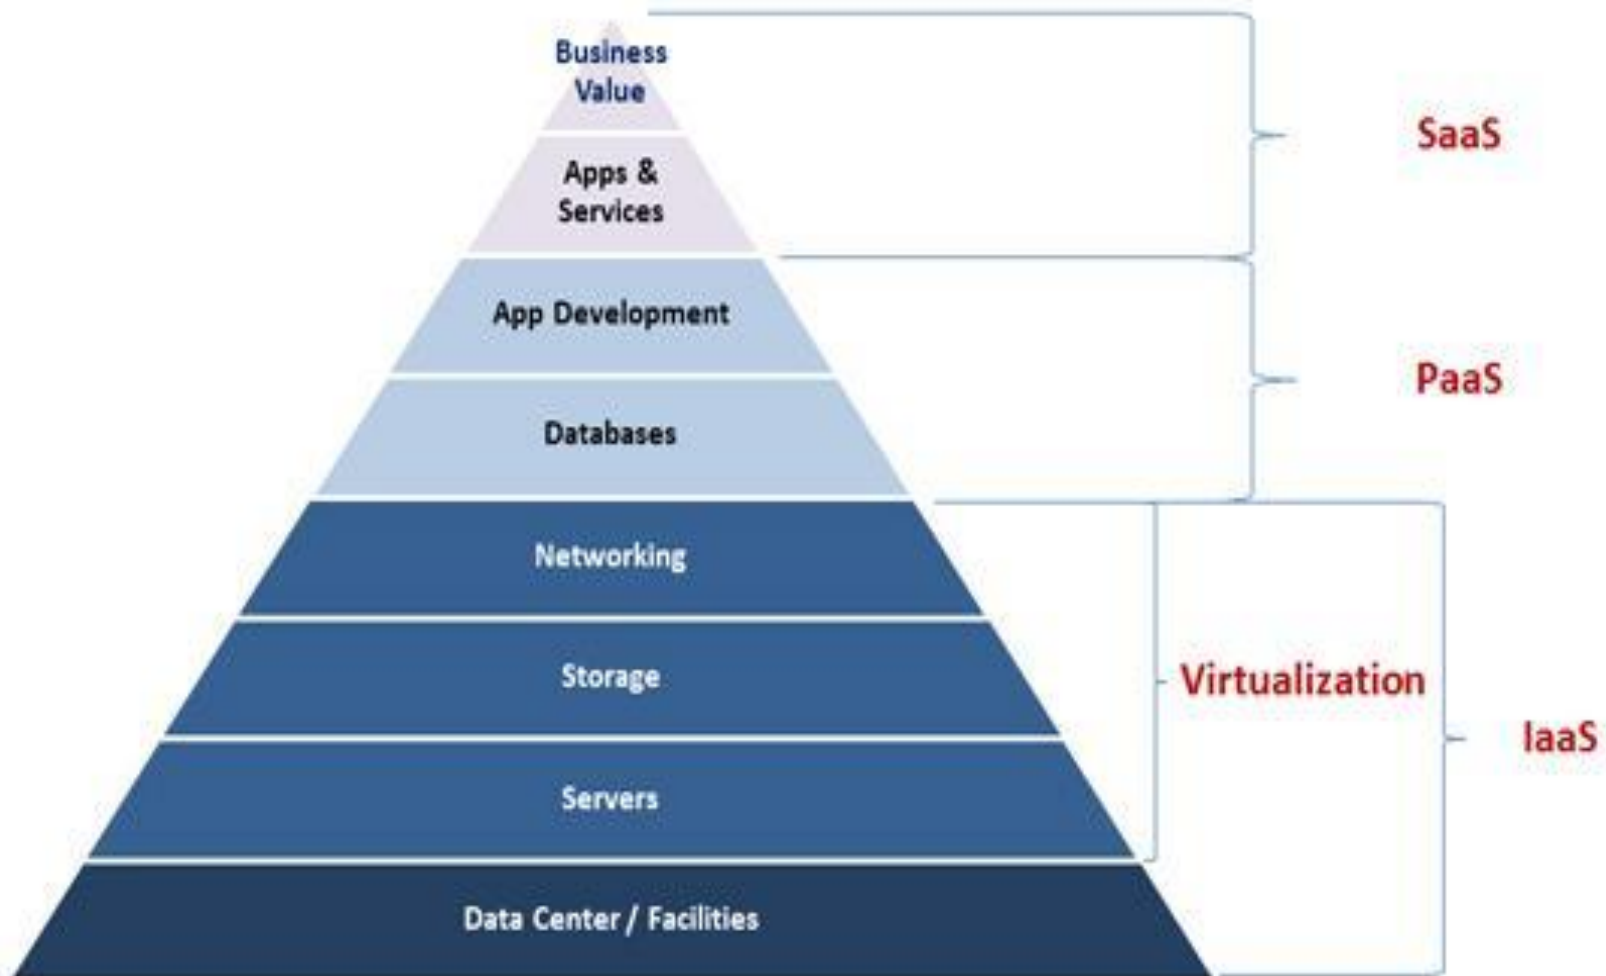 Business
Value
SaaS
Apps &
Services
App Development
PaaS
Databases
Networking
Storage
Virtualization
IaaS
Servers
Data Center / Facilities